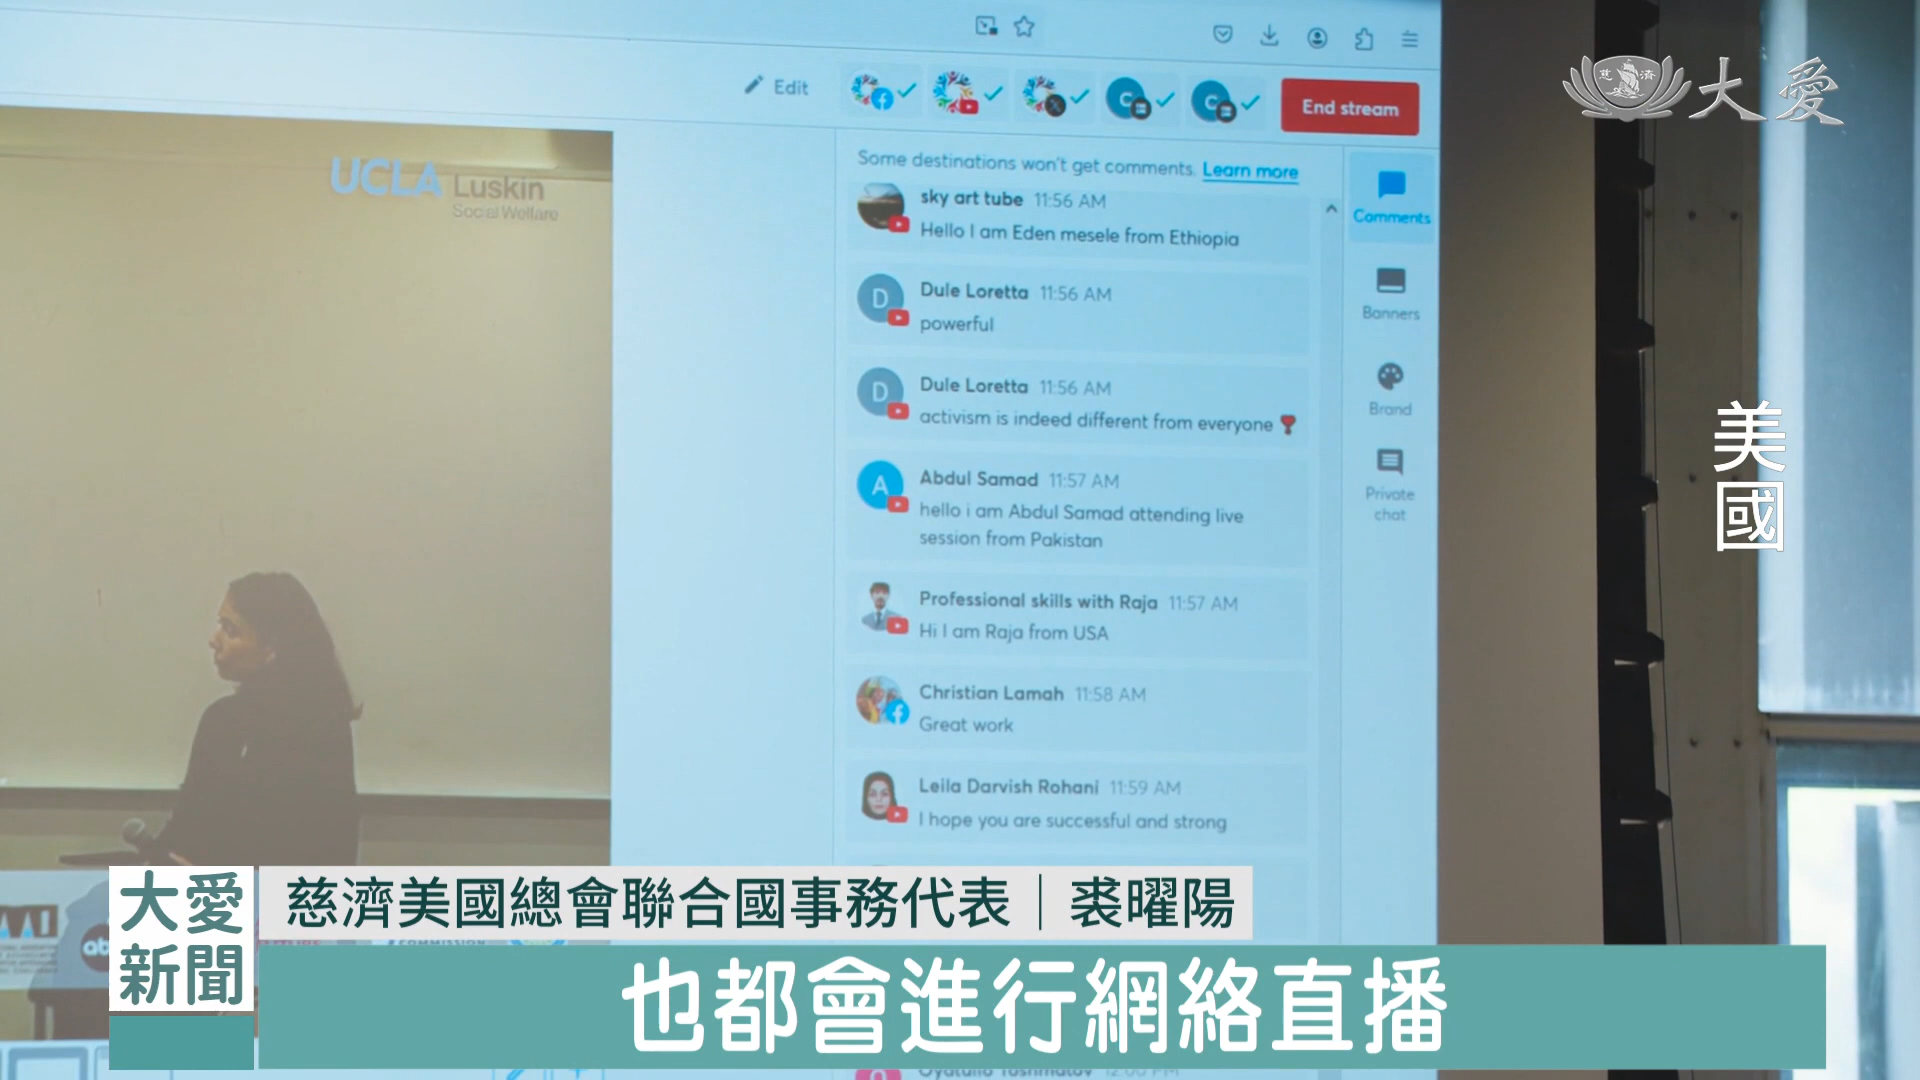 Edit
End stream
慈濟
大愛
UCLA Luskin
Social Welfare
Some destinations won't get comments. Learn more
sky art tube 11:56 AM
Hello I am Eden mesele from Ethiopia
Dule Loretta 11:56 AM
powerful
Dule Loretta 11:56 AM
activism is indeed different from everyone
Abdul Samad 11:57 AM
hello i am Abdul Samad attending live
session from Pakistan
Professional skills with Raja 11:57 AM
Hi I am Raja from USA
Christian Lamah 11:58 AM
Great work
Leila Darvish Rohani 11:59 AM
I hope you are successful and strong
Comments
Banners
Brand
Private
chat
美國
大愛
新聞
慈濟美國總會聯合國事務代表｜裘曜陽
也都會進行網絡直播
abc